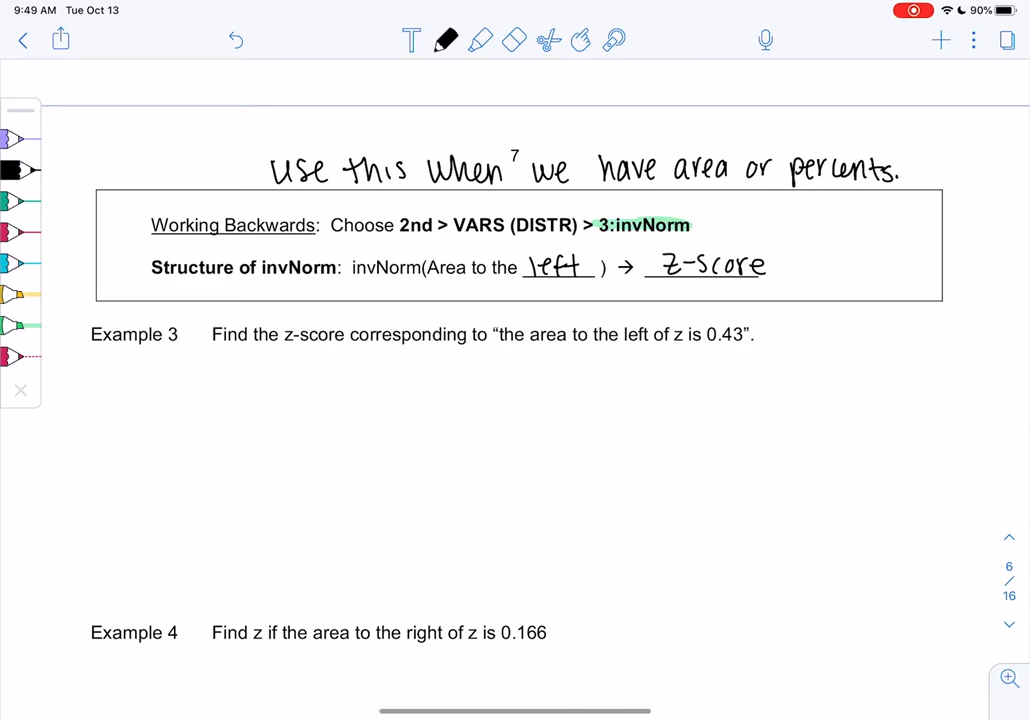 9:49 AM Tue Oct 13
90%
7
use this when we have area or percents.
Working Backwards: Choose 2nd > VARS (DISTR) > 3:invNorm
Structure of invNorm: invNorm(Area to the left ) → z-score
Example 3 Find the z-score corresponding to “the area to the left of z is 0.43”.
6
/
16
Example 4 Find z if the area to the right of z is 0.166